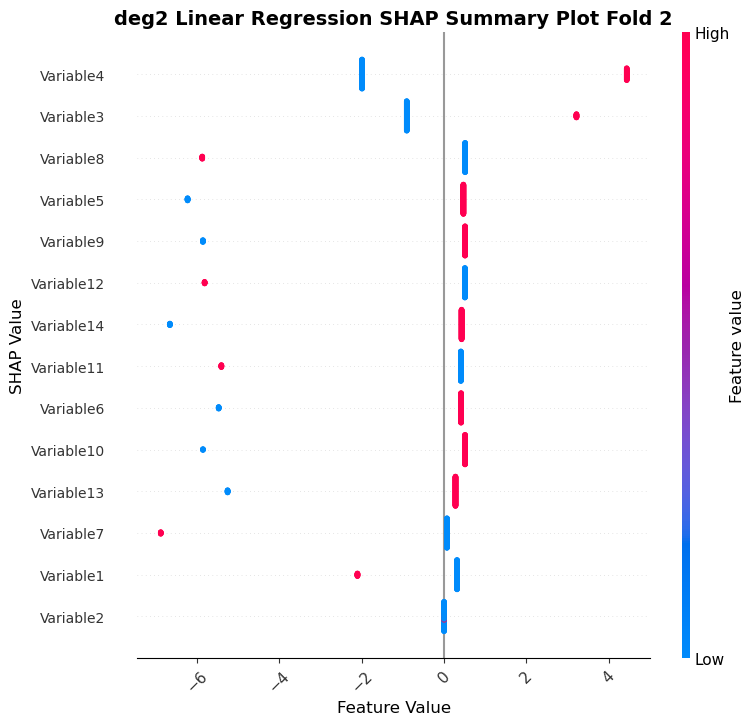 deg2 Linear Regression SHAP Summary Plot Fold 2
High
Variable4
Variable3
Variable8
Variable5
Variable9
Variable12
Variable14
Variable11
Variable6
Variable10
Variable13
Variable7
Variable1
Variable2
SHAP Value
Feature value
Low
−6
−4
−2
0
2
4
Feature Value